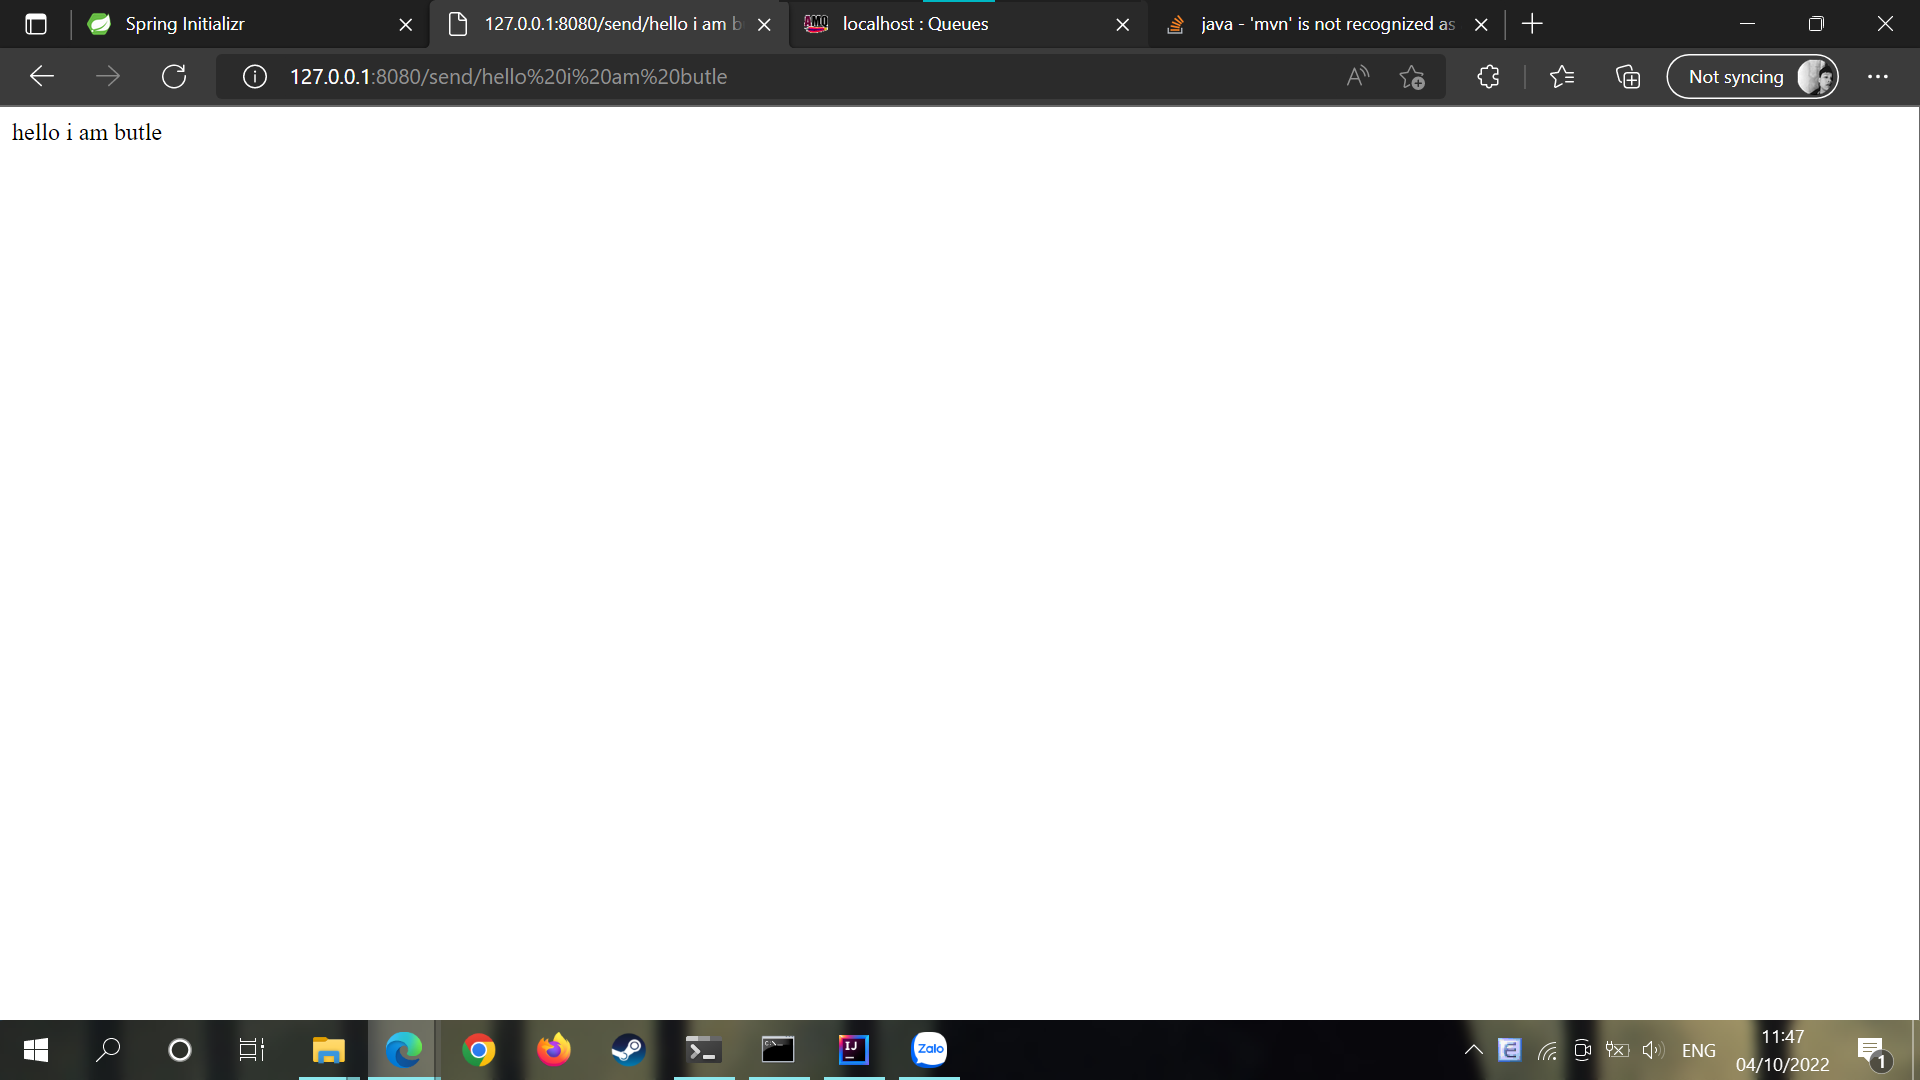 Spring Initializr
127.0.0.1:8080/send/hello i am b
AMQ
localhost : Queues
java - 'mvn' is not recognized as
127.0.0.1:8080/send/hello%20i%20am%20butle
A
Not syncing
hello i am butle
IJ
Zalo
E
ENG
11:47
04/10/2022
1